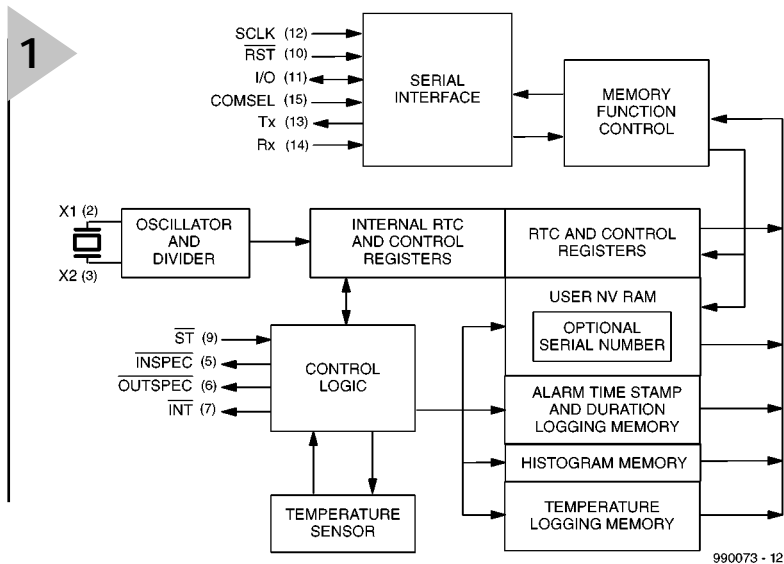 1
SCLK (12)
RST (10)
I/O (11)
COMSEL (15)
Tx (13)
Rx (14)
SERIAL
INTERFACE
MEMORY
FUNCTION
CONTROL
X1 (2)
X2 (3)
OSCILLATOR
AND
DIVIDER
INTERNAL RTC
AND CONTROL
REGISTERS
RTC AND CONTROL
REGISTERS
USER NV RAM
OPTIONAL
SERIAL NUMBER
ST (9)
INSPEC (5)
OUTSPEC (6)
INT (7)
CONTROL
LOGIC
ALARM TIME STAMP
AND DURATION
LOGGING MEMORY
HISTOGRAM MEMORY
TEMPERATURE
LOGGING MEMORY
TEMPERATURE
SENSOR
990073 - 12